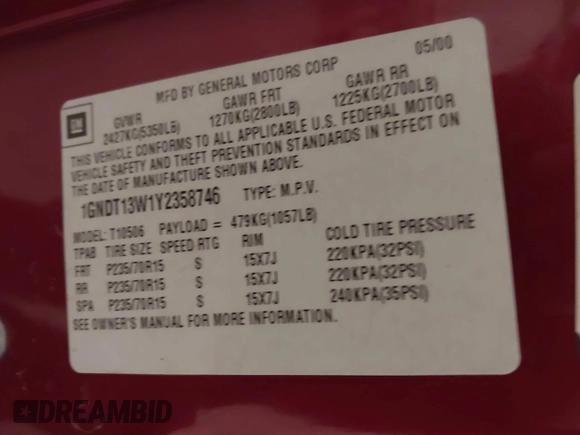 MFD BY GENERAL MOTORS CORP 05/00
GM
GVWR GAWR FRT GAWR RR
2427KG(5350LB) 1270KG(2800LB) 1225KG(2700LB)
THIS VEHICLE CONFORMS TO ALL APPLICABLE U.S. FEDERAL MOTOR
VEHICLE SAFETY AND THEFT PREVENTION STANDARDS IN EFFECT ON
THE DATE OF MANUFACTURE SHOWN ABOVE.
1GNDT13W1Y2358746 TYPE: M.P.V.
MODEL: T10506 PAYLOAD = 479KG(1057LB)
TPAB TIRE SIZE SPEED RTG RIM COLD TIRE PRESSURE
FRT P235/70R15 S 15X7J 220KPA(32PSI)
RR P235/70R15 S 15X7J 220KPA(32PSI)
SPA P235/70R15 S 15X7J 240KPA(35PSI)
SEE OWNER'S MANUAL FOR MORE INFORMATION.
DREAMBID